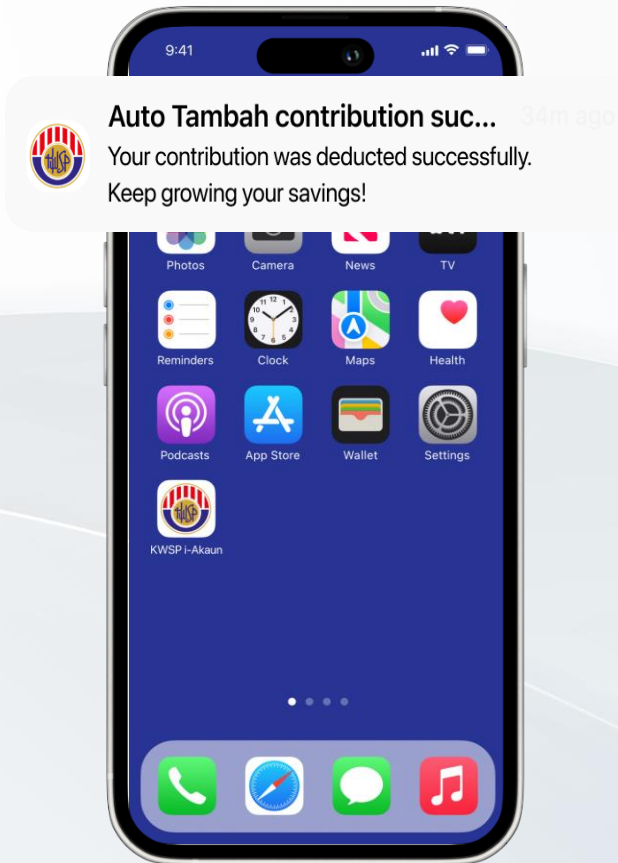 9:41
Auto Tambah contribution suc...
34m ago
Your contribution was deducted successfully.
Keep growing your savings!
Photos
Camera
News
TV
Reminders
Clock
Maps
Health
Podcasts
App Store
Wallet
Settings
KWSP i-Akaun